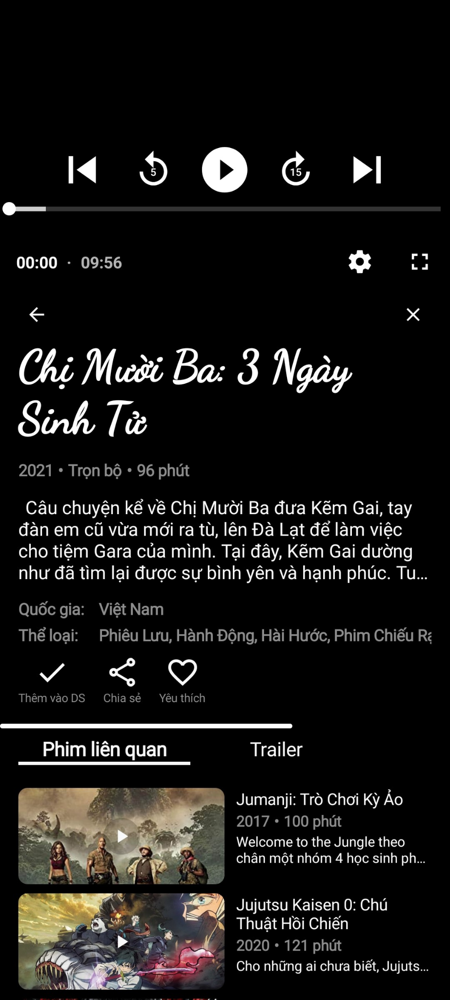 5
15
00:00 · 09:56
Chị Mười Ba: 3 Ngày
Sinh Tử
2021 • Trọn bộ • 96 phút
Câu chuyện kể về Chị Mười Ba đưa Kẽm Gai, tay
đàn em cũ vừa mới ra tù, lên Đà Lạt để làm việc
cho tiệm Gara của mình. Tại đây, Kẽm Gai dường
như đã tìm lại được sự bình yên và hạnh phúc. Tu...
Quốc gia: Việt Nam
Thể loại: Phiêu Lưu, Hành Động, Hài Hước, Phim Chiếu Rạ
Thêm vào DS Chia sẻ Yêu thích
Phim liên quan Trailer
Jumanji: Trò Chơi Kỳ Ảo
2017 • 100 phút
Welcome to the Jungle theo
chân một nhóm 4 học sinh ph...
Jujutsu Kaisen 0: Chú
Thuật Hồi Chiến
2020 • 121 phút
Cho những ai chưa biết, Jujuts...